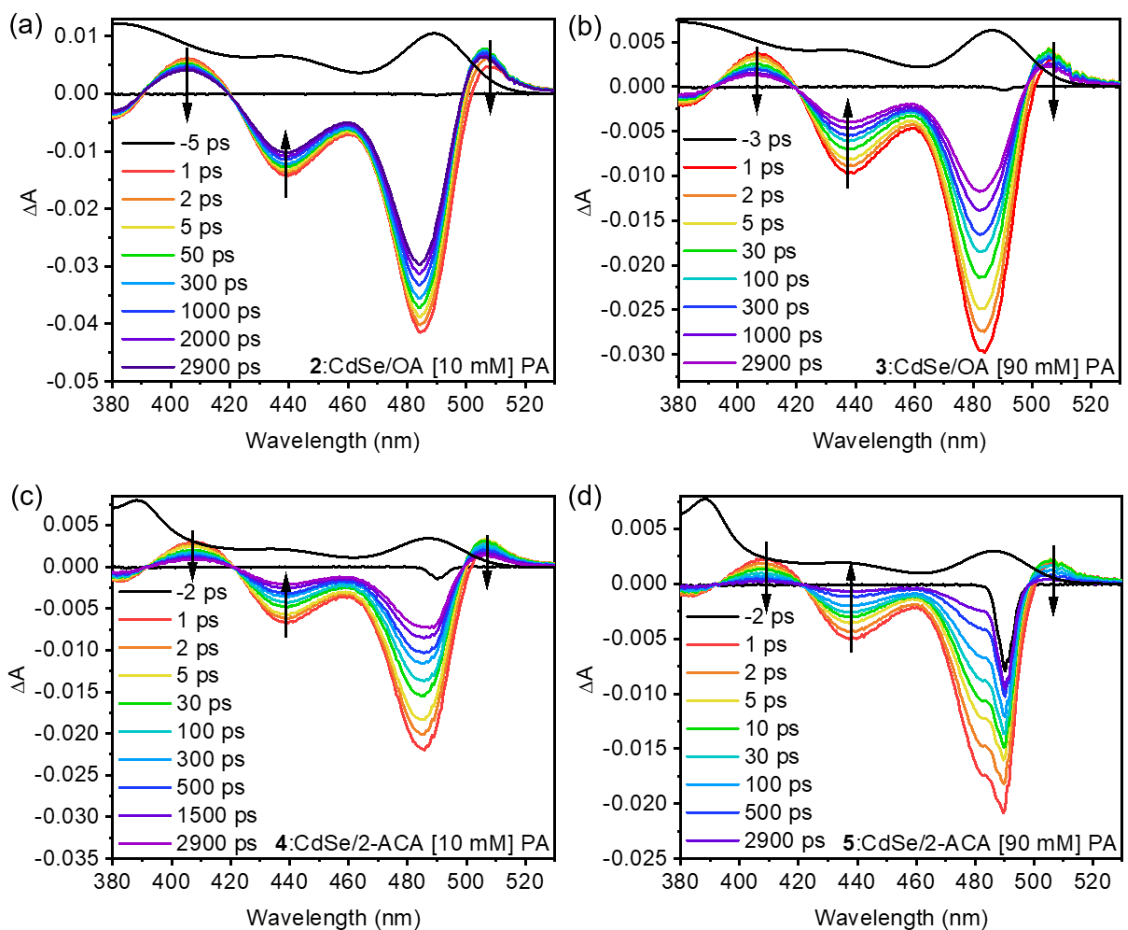 (a)
0.01
0.00
-0.01
-0.02
-0.03
-0.04
-0.05
ΔA
-5 ps
1 ps
2 ps
5 ps
50 ps
300 ps
1000 ps
2000 ps
2900 ps
2:CdSe/OA [10 mM] PA
380 400 420 440 460 480 500 520
Wavelength (nm)
(b)
0.005
0.000
-0.005
-0.010
-0.015
-0.020
-0.025
-0.030
ΔA
-3 ps
1 ps
2 ps
5 ps
30 ps
100 ps
300 ps
1000 ps
2900 ps
3:CdSe/OA [90 mM] PA
380 400 420 440 460 480 500 520
Wavelength (nm)
(c)
0.005
0.000
-0.005
-0.010
-0.015
-0.020
-0.025
-0.030
-0.035
ΔA
-2 ps
1 ps
2 ps
5 ps
30 ps
100 ps
300 ps
500 ps
1500 ps
2900 ps
4:CdSe/2-ACA [10 mM] PA
380 400 420 440 460 480 500 520
Wavelength (nm)
(d)
0.005
0.000
-0.005
-0.010
-0.015
-0.020
-0.025
ΔA
-2 ps
1 ps
2 ps
5 ps
10 ps
30 ps
100 ps
500 ps
2900 ps
5:CdSe/2-ACA [90 mM] PA
380 400 420 440 460 480 500 520
Wavelength (nm)